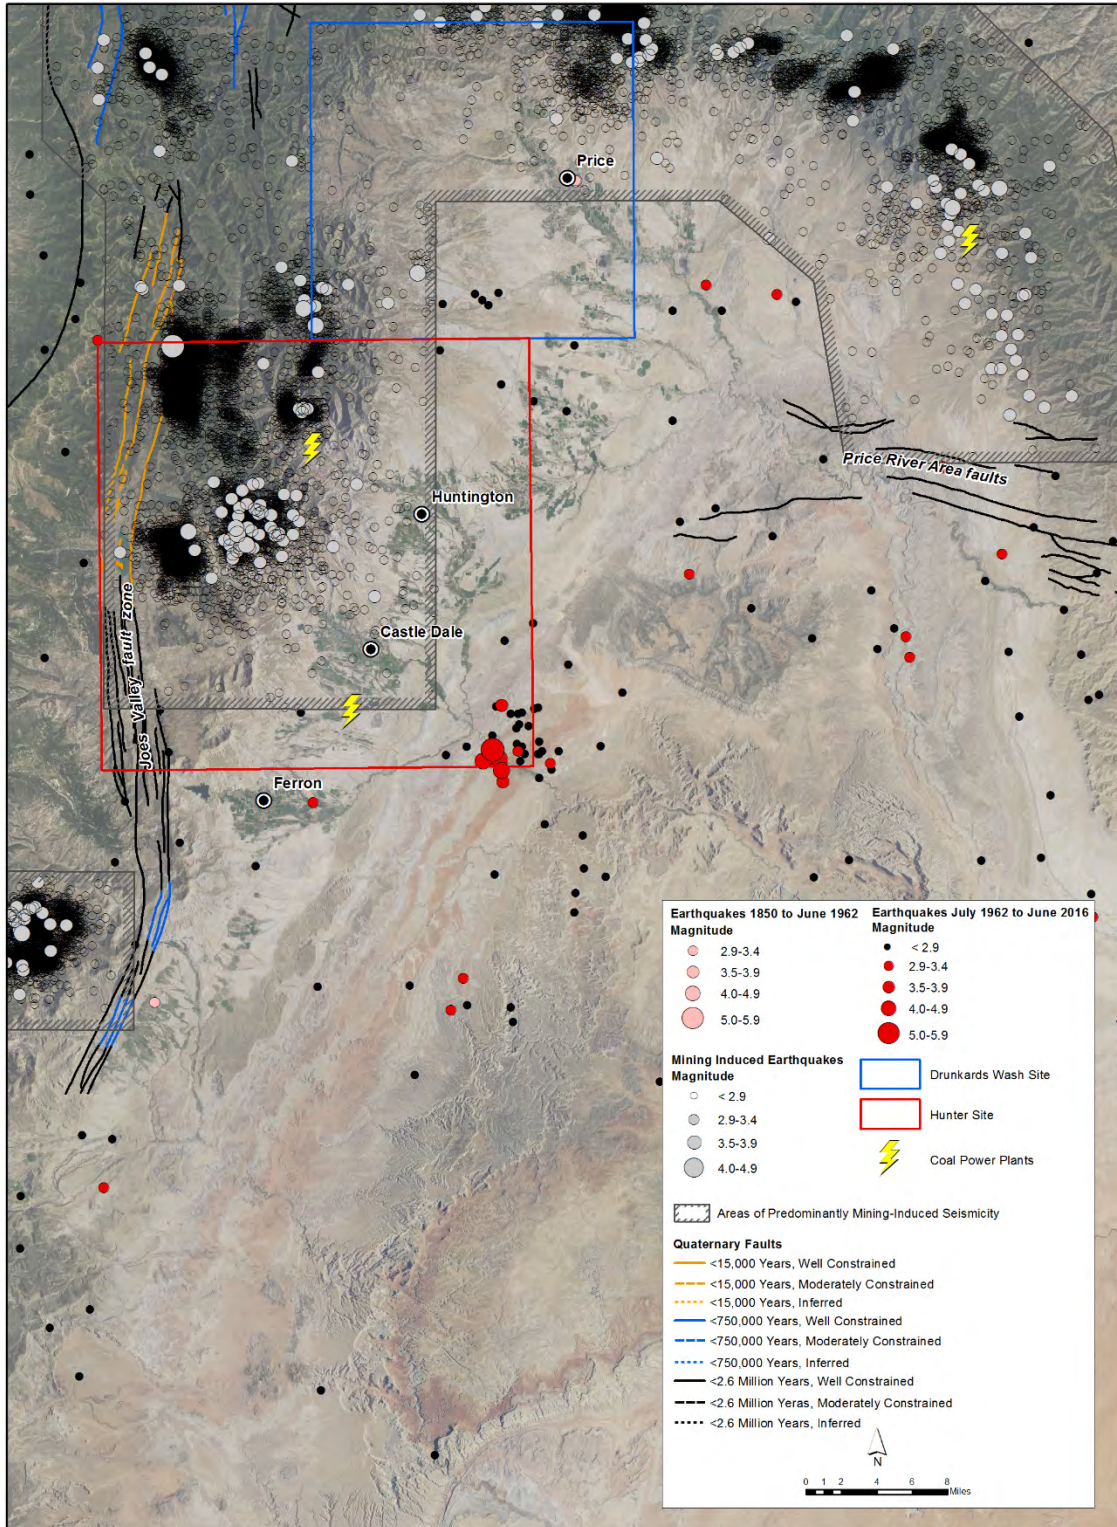 Price
Price River Area faults
Huntington
Castle Dale
Joes Valley fault zone
Ferron
Earthquakes 1850 to June 1962
Magnitude
2.9-3.4
3.5-3.9
4.0-4.9
5.0-5.9
Earthquakes July 1962 to June 2016
Magnitude
< 2.9
2.9-3.4
3.5-3.9
4.0-4.9
5.0-5.9
Mining Induced Earthquakes
Magnitude
< 2.9
2.9-3.4
3.5-3.9
4.0-4.9
Drunkards Wash Site
Hunter Site
Coal Power Plants
Areas of Predominantly Mining-Induced Seismicity
Quaternary Faults
<15,000 Years, Well Constrained
<15,000 Years, Moderately Constrained
<15,000 Years, Inferred
<750,000 Years, Well Constrained
<750,000 Years, Moderately Constrained
<750,000 Years, Inferred
<2.6 Million Years, Well Constrained
<2.6 Million Yeras, Moderately Constrained
<2.6 Million Years, Inferred
N
0 1 2 4 6 8
Miles